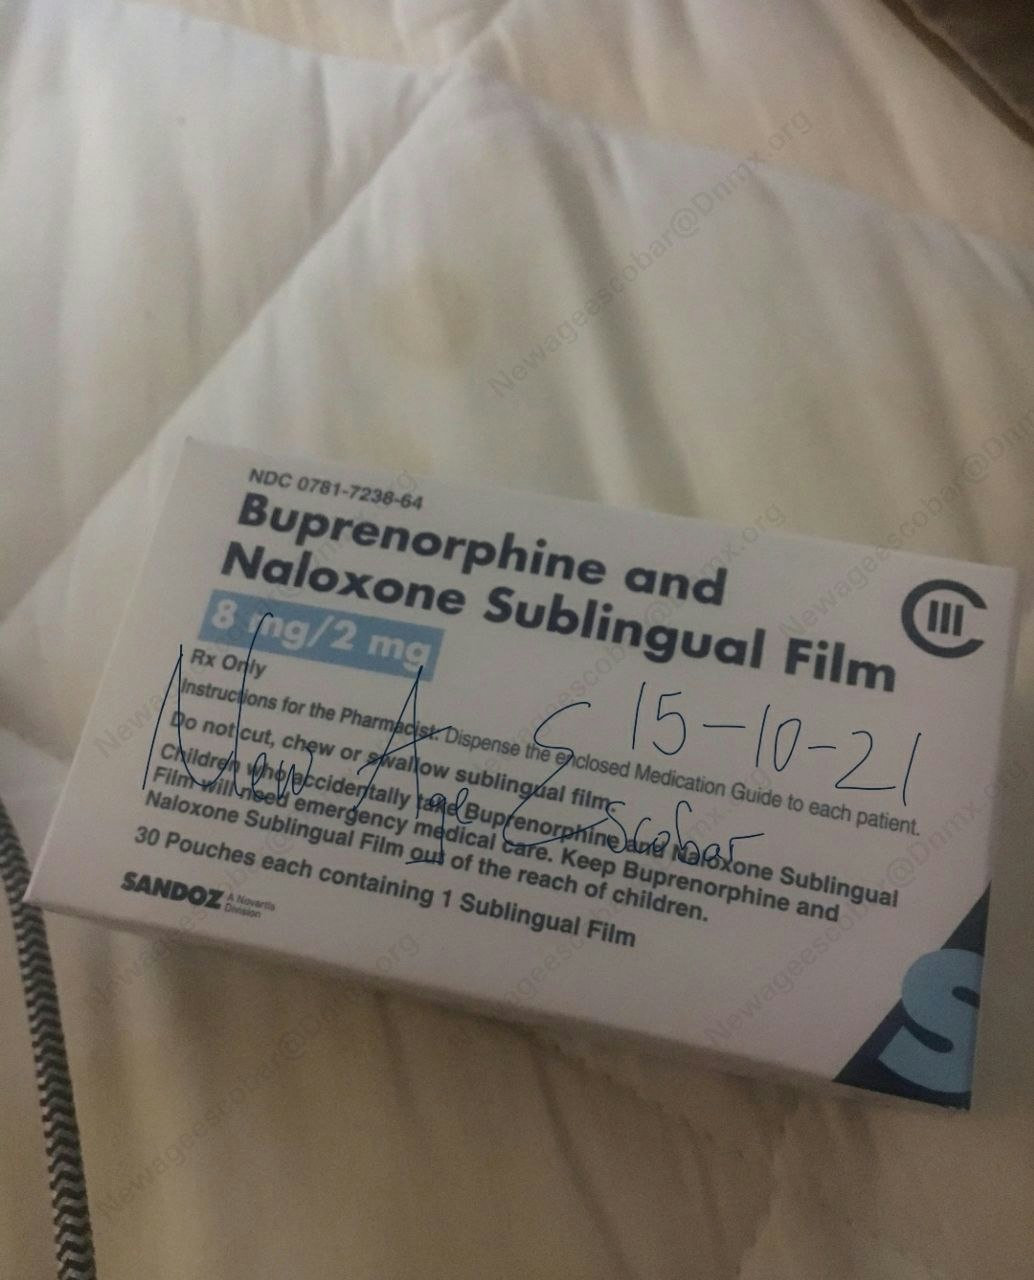 NDC 0781-7238-64
Buprenorphine and
Naloxone Sublingual Film
CIII
8 mg/2 mg
Rx Only
Instructions for the Pharmacist: Dispense the enclosed Medication Guide to each patient.
Do not cut, chew or swallow sublingual film.
Children who accidentally take Buprenorphine and Naloxone Sublingual
Film will need emergency medical care. Keep Buprenorphine and
Naloxone Sublingual Film out of the reach of children.
30 Pouches each containing 1 Sublingual Film
SANDOZ A Novartis
Division
S
New Age Escobar
15-10-21
Newageescobar@Dnmx.org